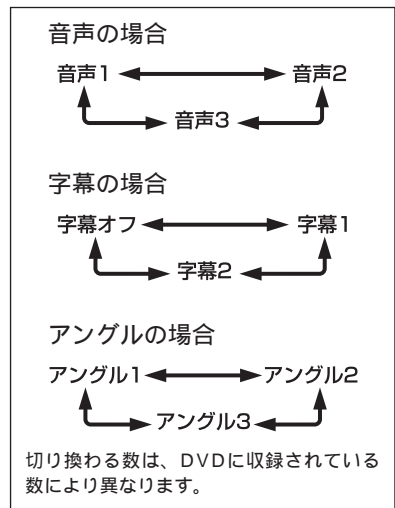 音声の場合
音声1 音声2
音声3
字幕の場合
字幕オフ 字幕1
字幕2
アングルの場合
アングル1 アングル2
アングル3
切り換わる数は、DVDに収録されている
数により異なります。